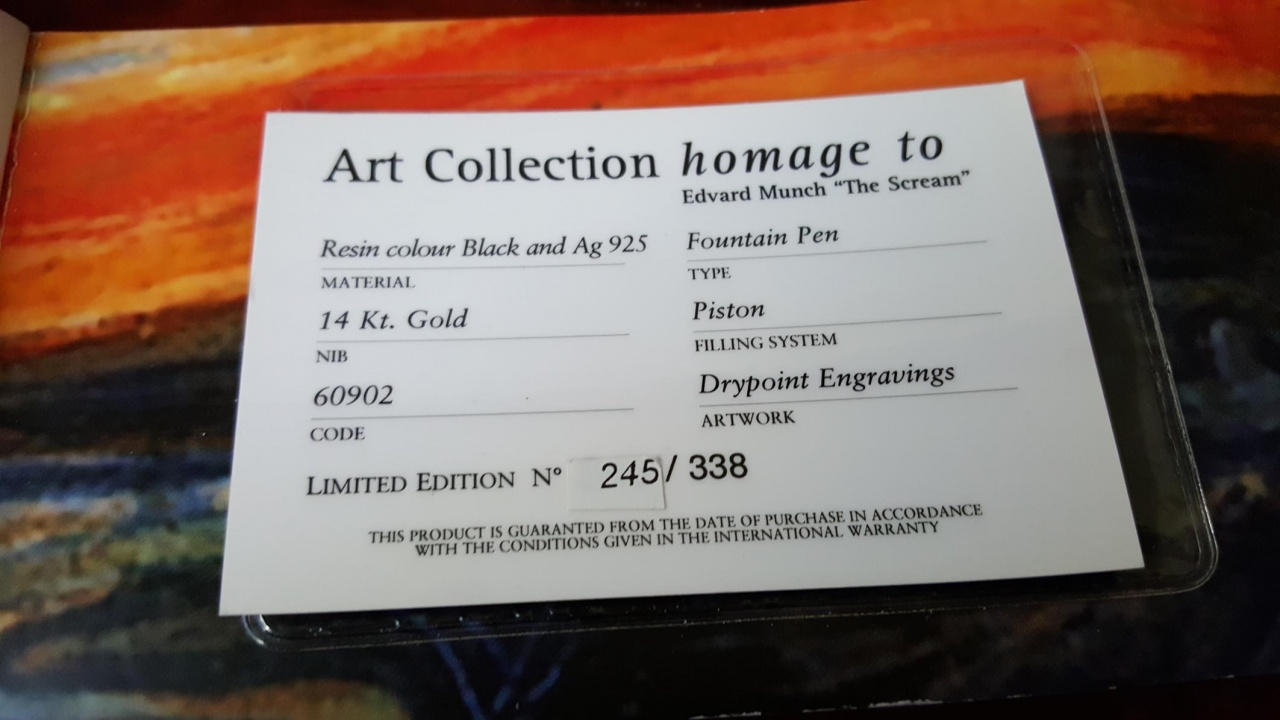 Art Collection homage to
Edvard Munch “The Scream”
Resin colour Black and Ag 925
MATERIAL
Fountain Pen
TYPE
14 Kt. Gold
NIB
Piston
FILLING SYSTEM
60902
CODE
Drypoint Engravings
ARTWORK
LIMITED EDITION N° 245/ 338
THIS PRODUCT IS GUARANTED FROM THE DATE OF PURCHASE IN ACCORDANCE
WITH THE CONDITIONS GIVEN IN THE INTERNATIONAL WARRANTY